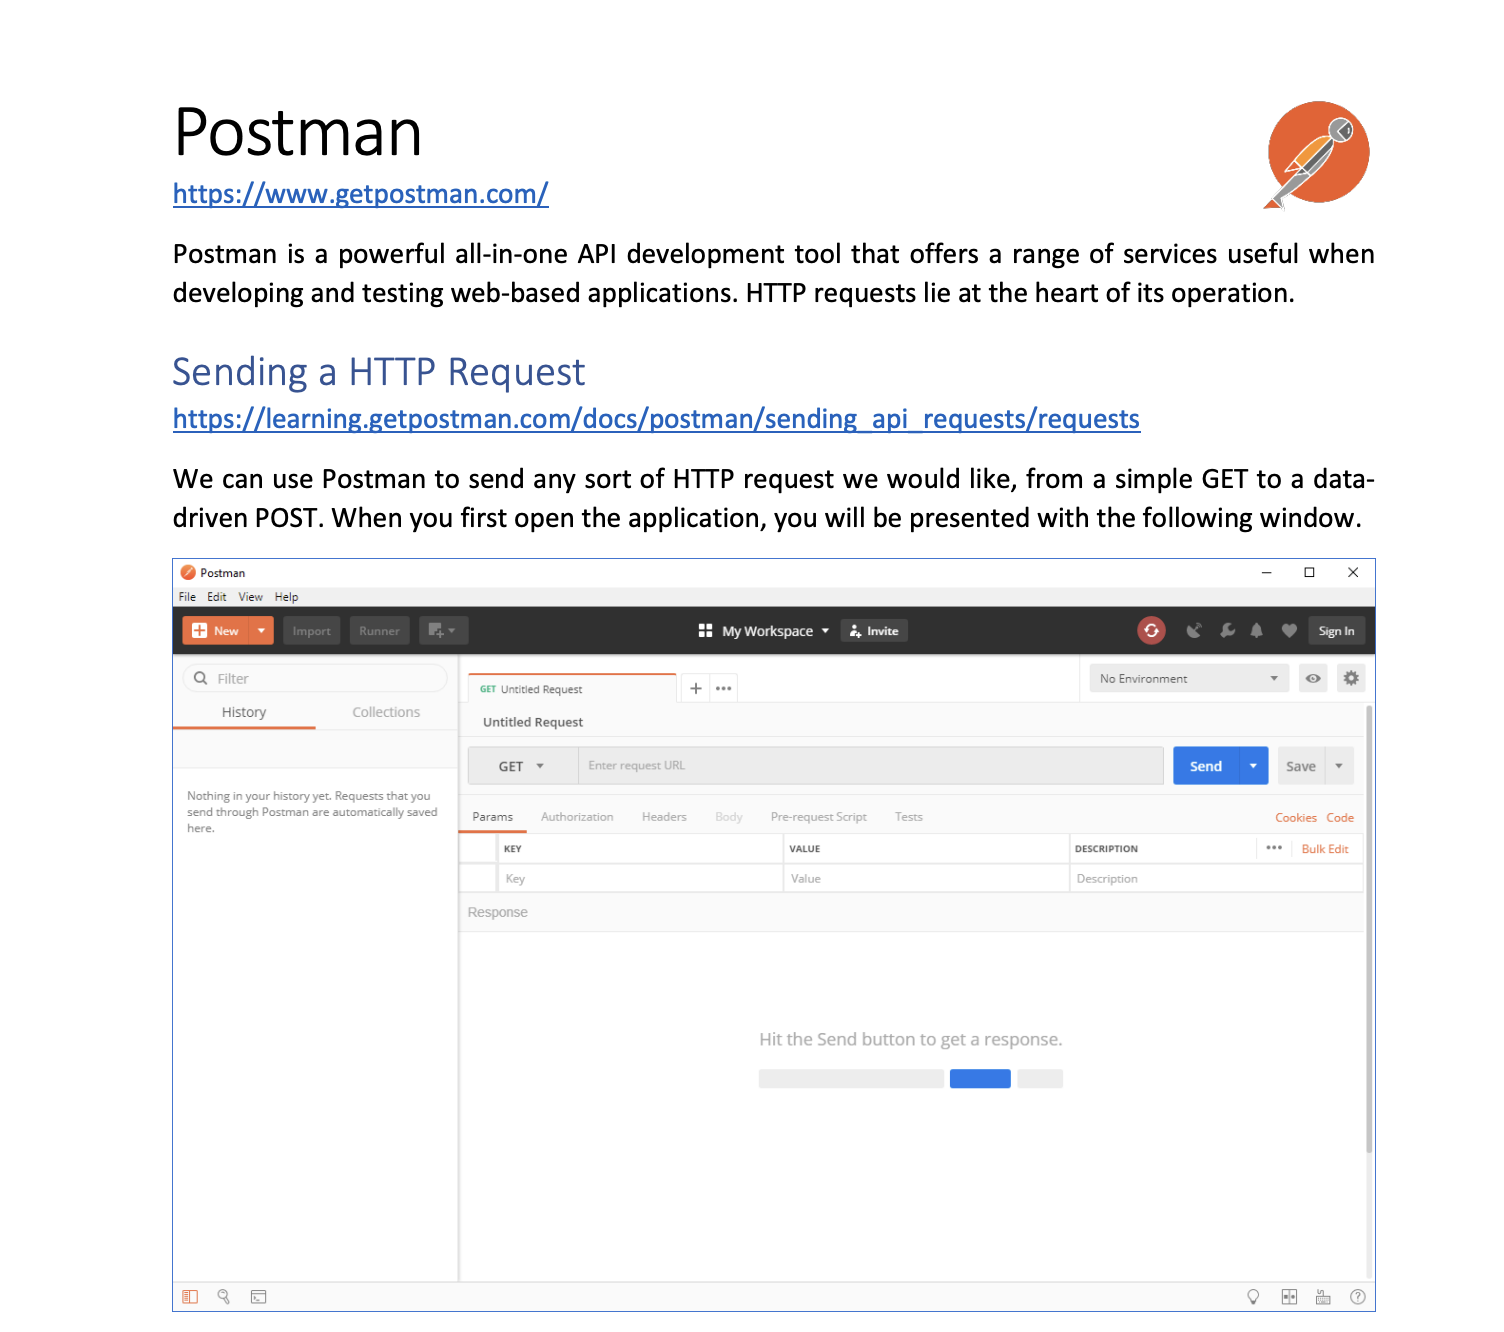 Postman
https://www.getpostman.com/
Postman is a powerful all-in-one API development tool that offers a range of services useful when
developing and testing web-based applications. HTTP requests lie at the heart of its operation.
Sending a HTTP Request
https://learning.getpostman.com/docs/postman/sending_api_requests/requests
We can use Postman to send any sort of HTTP request we would like, from a simple GET to a data-
driven POST. When you first open the application, you will be presented with the following window.
Postman
File Edit View Help
New Import Runner My Workspace Invite Sign In
Filter
History Collections
Nothing in your history yet. Requests that you
send through Postman are automatically saved
here.
GET Untitled Request
No Environment
Untitled Request
GET Enter request URL Send Save
Params Authorization Headers Body Pre-request Script Tests Cookies Code
KEY VALUE DESCRIPTION Bulk Edit
Key Value Description
Response
Hit the Send button to get a response.